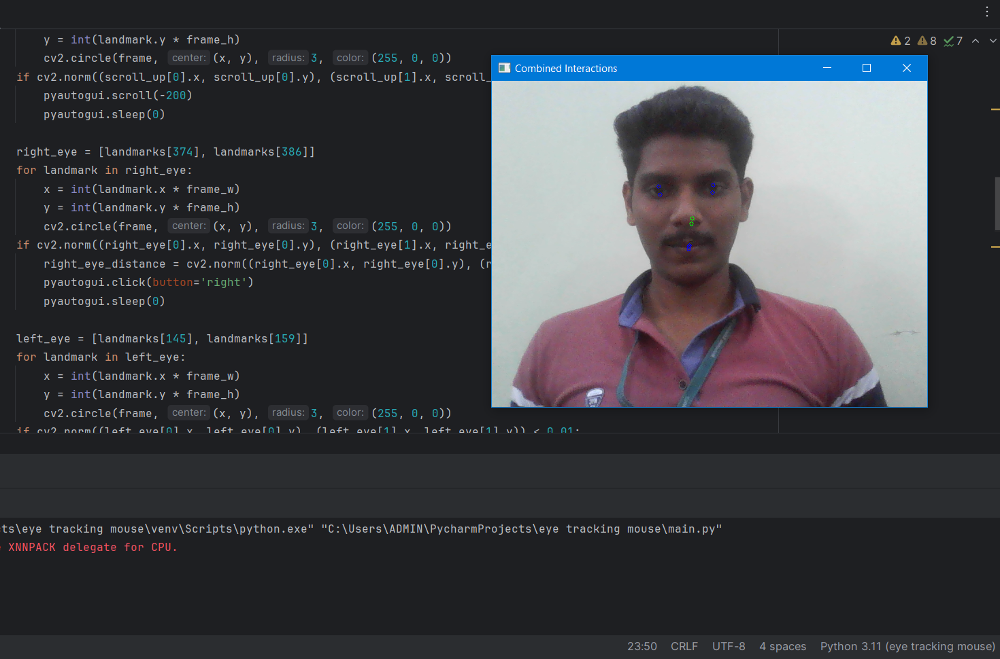 y = int(landmark.y * frame_h)
cv2.circle(frame, center: (x, y), radius: 3, color: (255, 0, 0))
if cv2.norm((scroll_up[0].x, scroll_up[0].y), (scroll_up[1].x, scroll_
pyautogui.scroll(-200)
pyautogui.sleep(0)
right_eye = [landmarks[374], landmarks[386]]
for landmark in right_eye:
x = int(landmark.x * frame_w)
y = int(landmark.y * frame_h)
cv2.circle(frame, center: (x, y), radius: 3, color: (255, 0, 0))
if cv2.norm((right_eye[0].x, right_eye[0].y), (right_eye[1].x, right_e
right_eye_distance = cv2.norm((right_eye[0].x, right_eye[0].y), (r
pyautogui.click(button='right')
pyautogui.sleep(0)
left_eye = [landmarks[145], landmarks[159]]
for landmark in left_eye:
x = int(landmark.x * frame_w)
y = int(landmark.y * frame_h)
cv2.circle(frame, center: (x, y), radius: 3, color: (255, 0, 0))
if cv2.norm((left_eye[0].x, left_eye[0].y), (left_eye[1].x, left_eye[1].y)) < 0.01:
2 8 7
Combined Interactions
cts\eye tracking mouse\venv\Scripts\python.exe" "C:\Users\ADMIN\PycharmProjects\eye tracking mouse\main.py"
e XNNPACK delegate for CPU.
23:50 CRLF UTF-8 4 spaces Python 3.11 (eye tracking mouse)